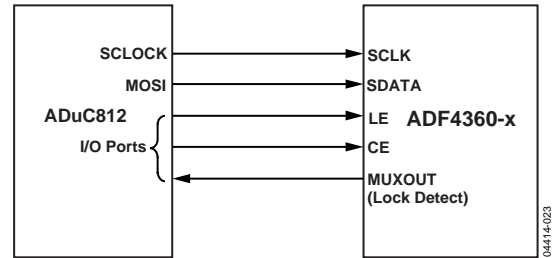 SCLOCK
MOSI
ADuC812
I/O Ports
SCLK
SDATA
LE
ADF4360-x
CE
MUXOUT
(Lock Detect)
04414-023